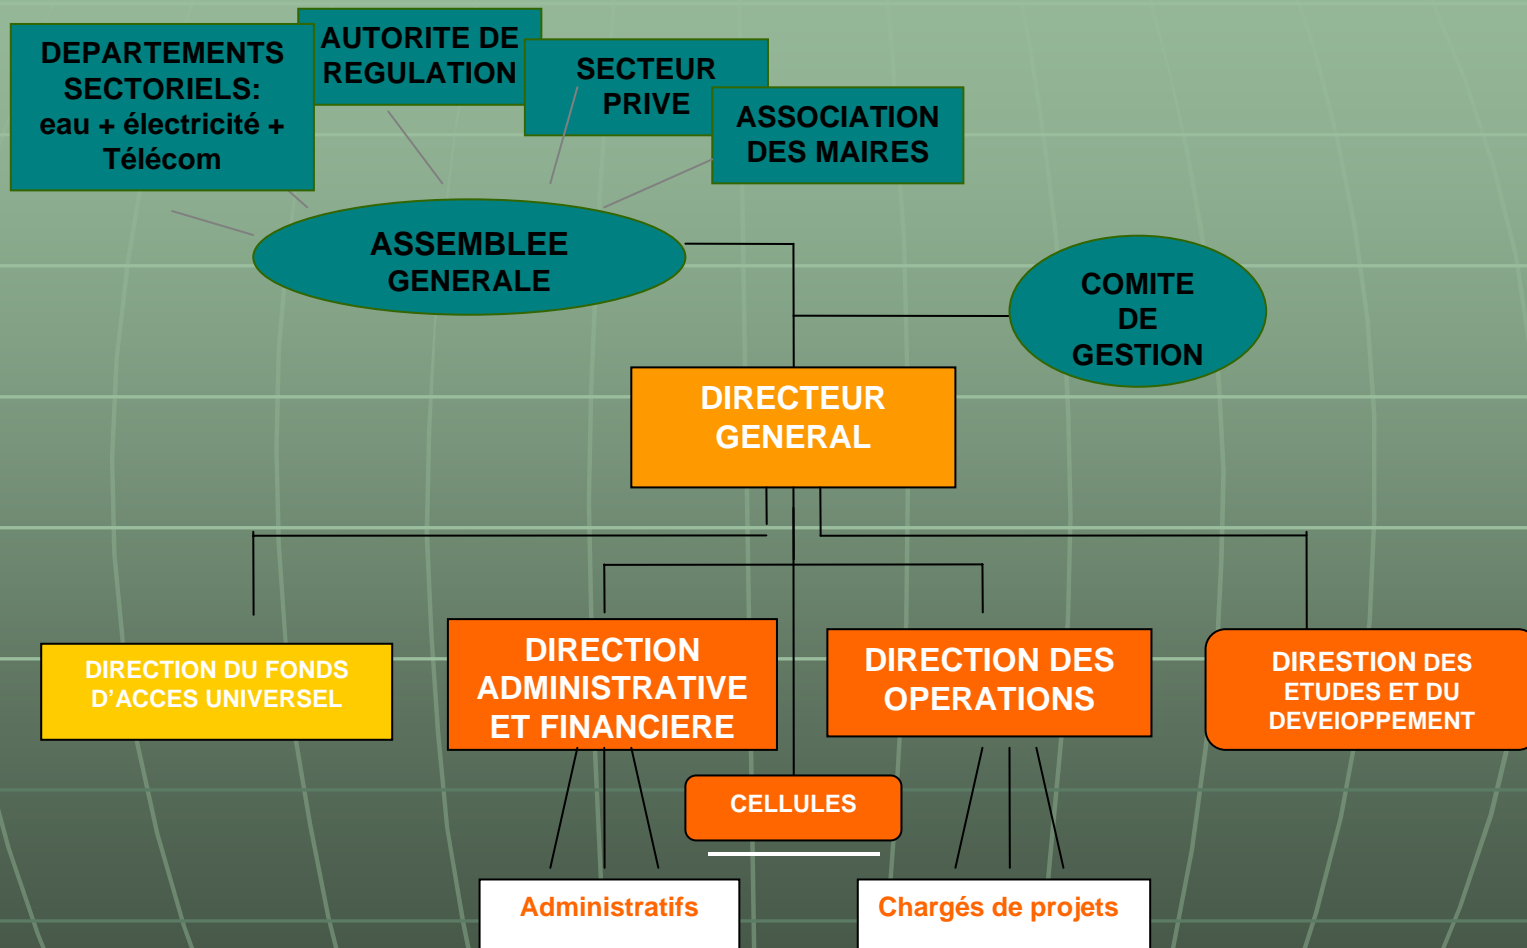 DEPARTEMENTS
SECTORIELS:
eau + électricité +
Télécom
AUTORITE DE
REGULATION
SECTEUR
PRIVE
ASSOCIATION
DES MAIRES
ASSEMBLEE
GENERALE
COMITE
DE
GESTION
DIRECTEUR
GENERAL
DIRECTION DU FONDS
D’ACCES UNIVERSEL
DIRECTION
ADMINISTRATIVE
ET FINANCIERE
DIRECTION DES
OPERATIONS
DIRESTION DES
ETUDES ET DU
DEVEIOPPEMENT
CELLULES
Administratifs
Chargés de projets